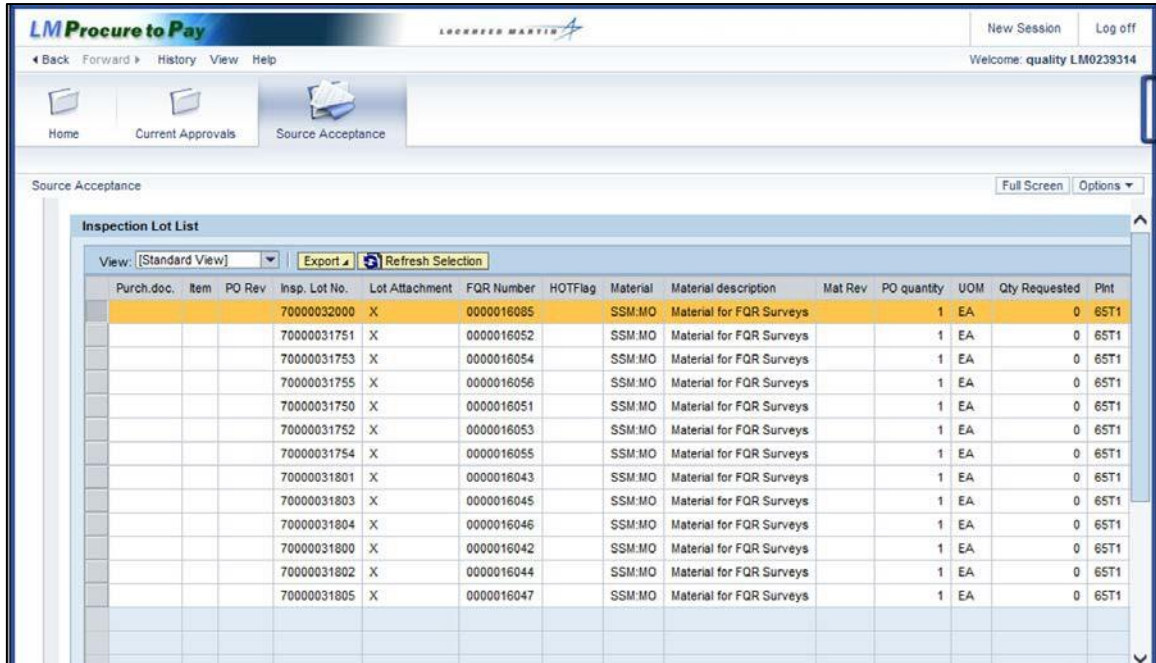 LM Procure to Pay LOCKHEED MARTIN New Session Log off
Back Forward History View Help Welcome: quality LM0239314
Home Current Approvals Source Acceptance
Source Acceptance Full Screen Options
Inspection Lot List
View: [Standard View] Export Refresh Selection
Purch.doc. Item PO Rev Insp. Lot No. Lot Attachment FQR Number HOTFlag Material Material description Mat Rev PO quantity UOM Qty Requested Plnt
70000032000 X 0000016085 SSM:MO Material for FQR Surveys 1 EA 0 65T1
70000031751 X 0000016052 SSM:MO Material for FQR Surveys 1 EA 0 65T1
70000031753 X 0000016054 SSM:MO Material for FQR Surveys 1 EA 0 65T1
70000031755 X 0000016056 SSM:MO Material for FQR Surveys 1 EA 0 65T1
70000031750 X 0000016051 SSM:MO Material for FQR Surveys 1 EA 0 65T1
70000031752 X 0000016053 SSM:MO Material for FQR Surveys 1 EA 0 65T1
70000031754 X 0000016055 SSM:MO Material for FQR Surveys 1 EA 0 65T1
70000031801 X 0000016043 SSM:MO Material for FQR Surveys 1 EA 0 65T1
70000031803 X 0000016045 SSM:MO Material for FQR Surveys 1 EA 0 65T1
70000031804 X 0000016046 SSM:MO Material for FQR Surveys 1 EA 0 65T1
70000031800 X 0000016042 SSM:MO Material for FQR Surveys 1 EA 0 65T1
70000031802 X 0000016044 SSM:MO Material for FQR Surveys 1 EA 0 65T1
70000031805 X 0000016047 SSM:MO Material for FQR Surveys 1 EA 0 65T1